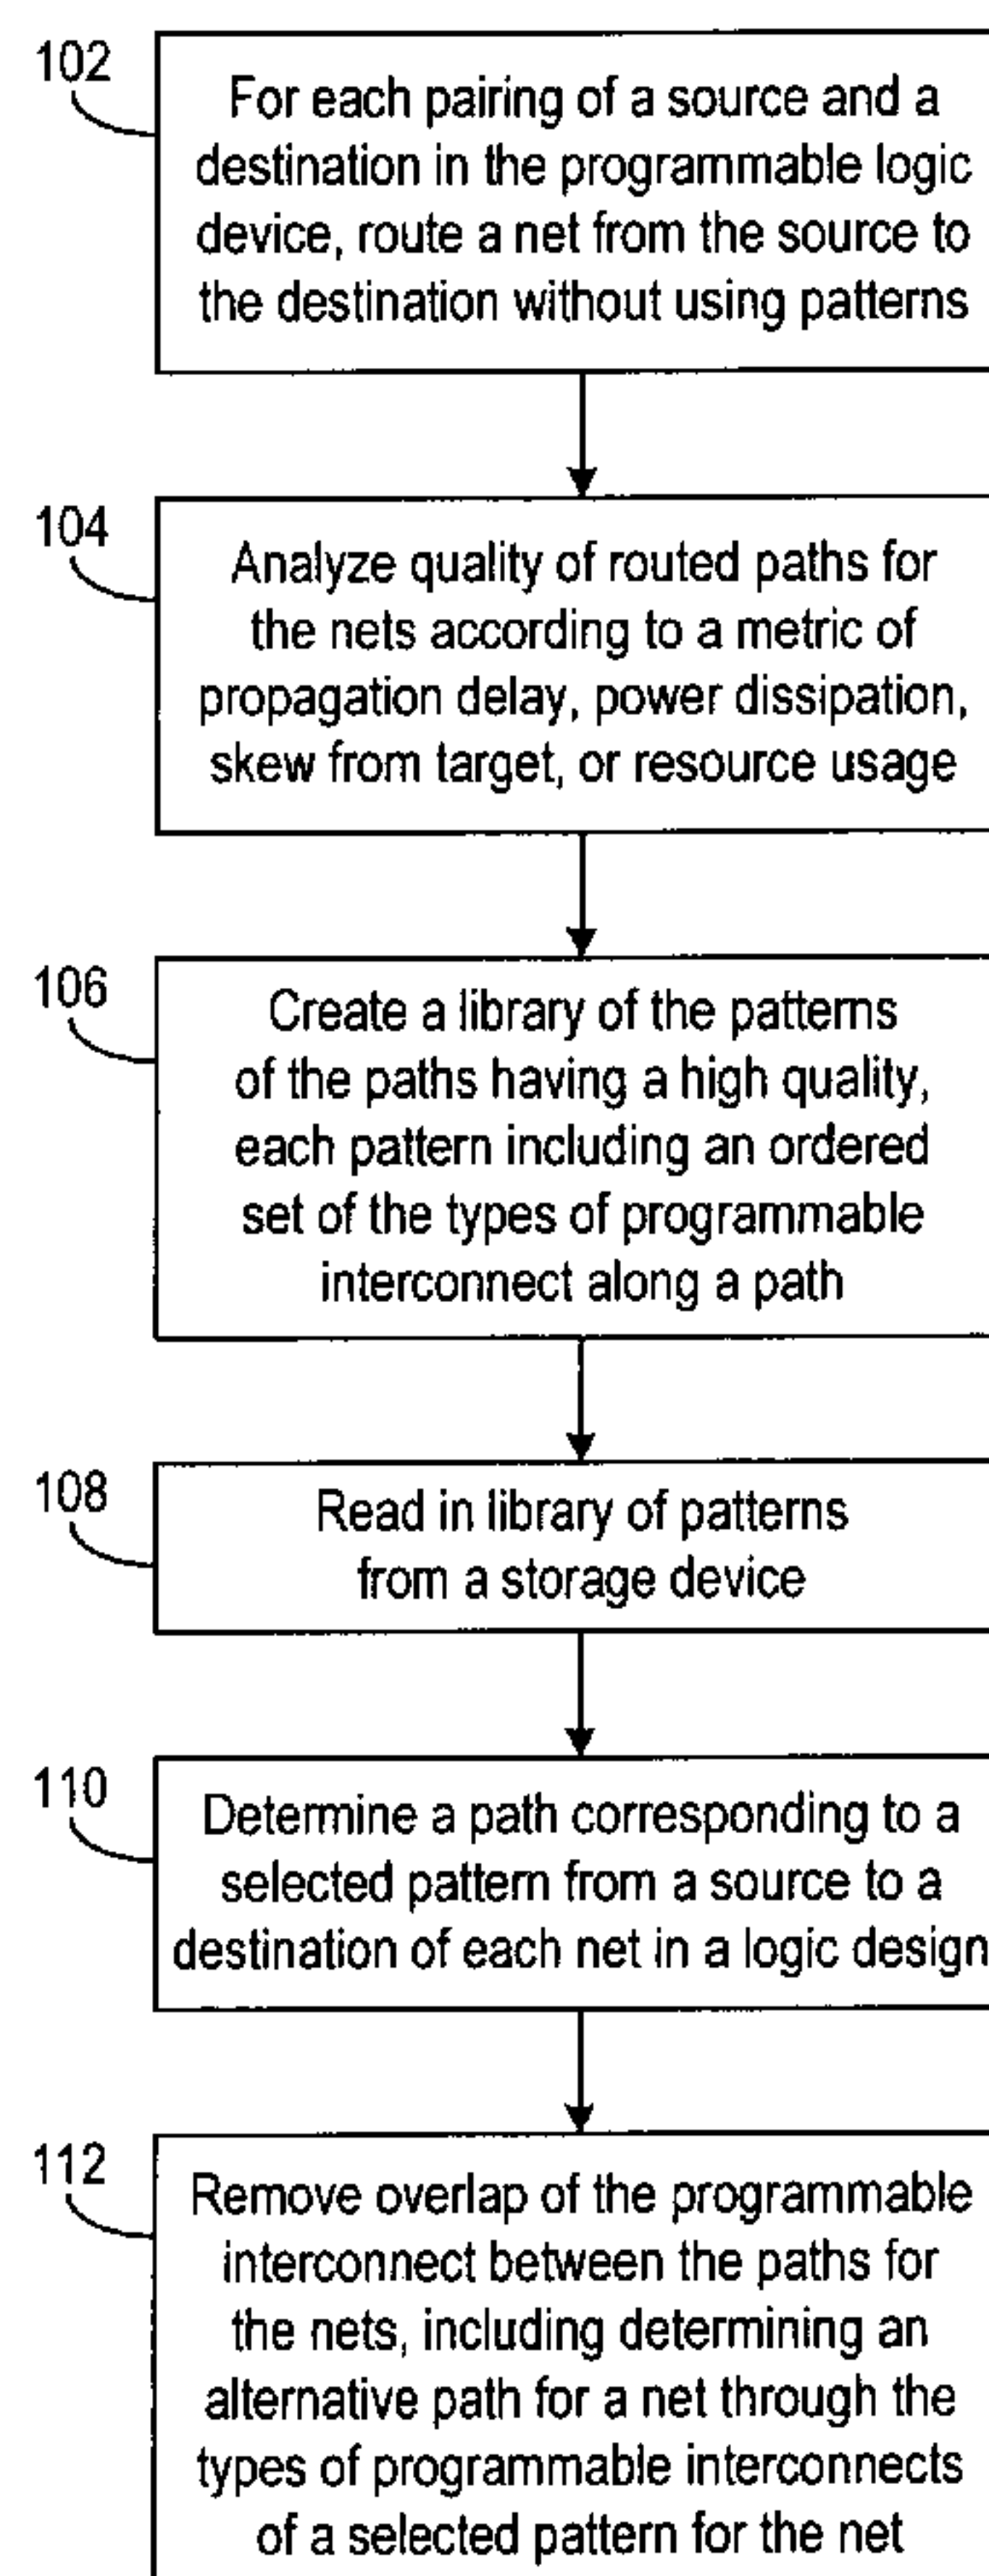 102
For each pairing of a source and a
destination in the programmable logic
device, route a net from the source to
the destination without using patterns
104
Analyze quality of routed paths for
the nets according to a metric of
propagation delay, power dissipation,
skew from target, or resource usage
106
Create a library of the patterns
of the paths having a high quality,
each pattern including an ordered
set of the types of programmable
interconnect along a path
108
Read in library of patterns
from a storage device
110
Determine a path corresponding to a
selected pattern from a source to a
destination of each net in a logic design
112
Remove overlap of the programmable
interconnect between the paths for
the nets, including determining an
alternative path for a net through the
types of programmable interconnects
of a selected pattern for the net